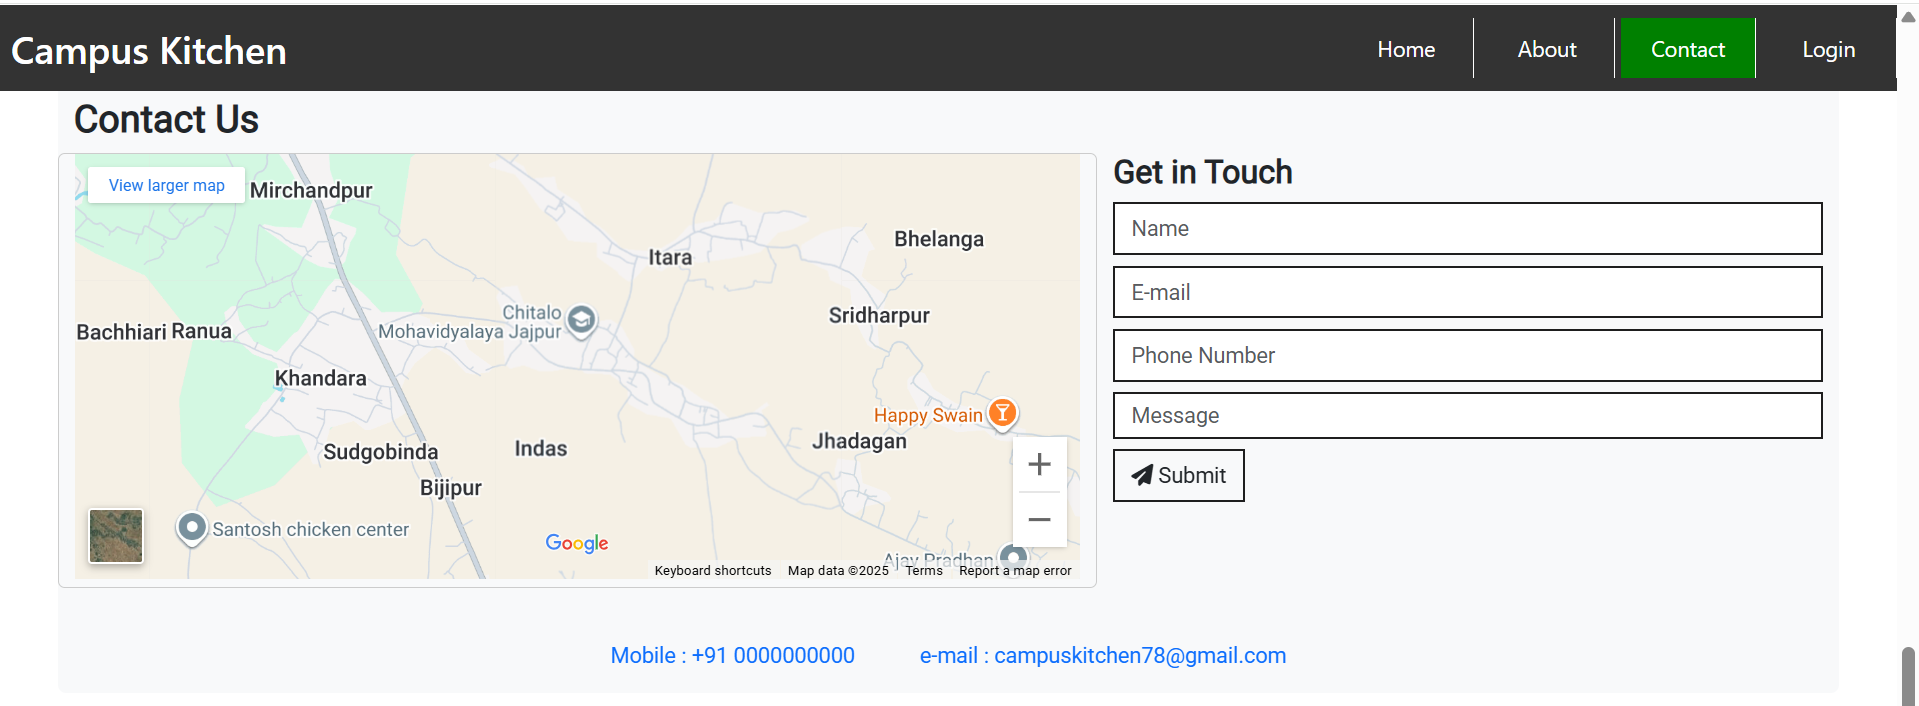 Campus Kitchen
Home
About
Contact
Login
Contact Us
View larger map
Mirchandpur
Bhelanga
Itara
Chitalo
Mohavidyalaya Jajpur
Sridharpur
Bachhiari
Ranua
Khandara
Happy Swain
Jhadagan
Sudgobinda
Indas
Bijipur
Santosh chicken center
Google
Ajay Pradhan
Keyboard shortcuts
Map data ©2025
Terms
Report a map error
Get in Touch
Name
E-mail
Phone Number
Message
Submit
Mobile : +91 0000000000
e-mail : campuskitchen78@gmail.com